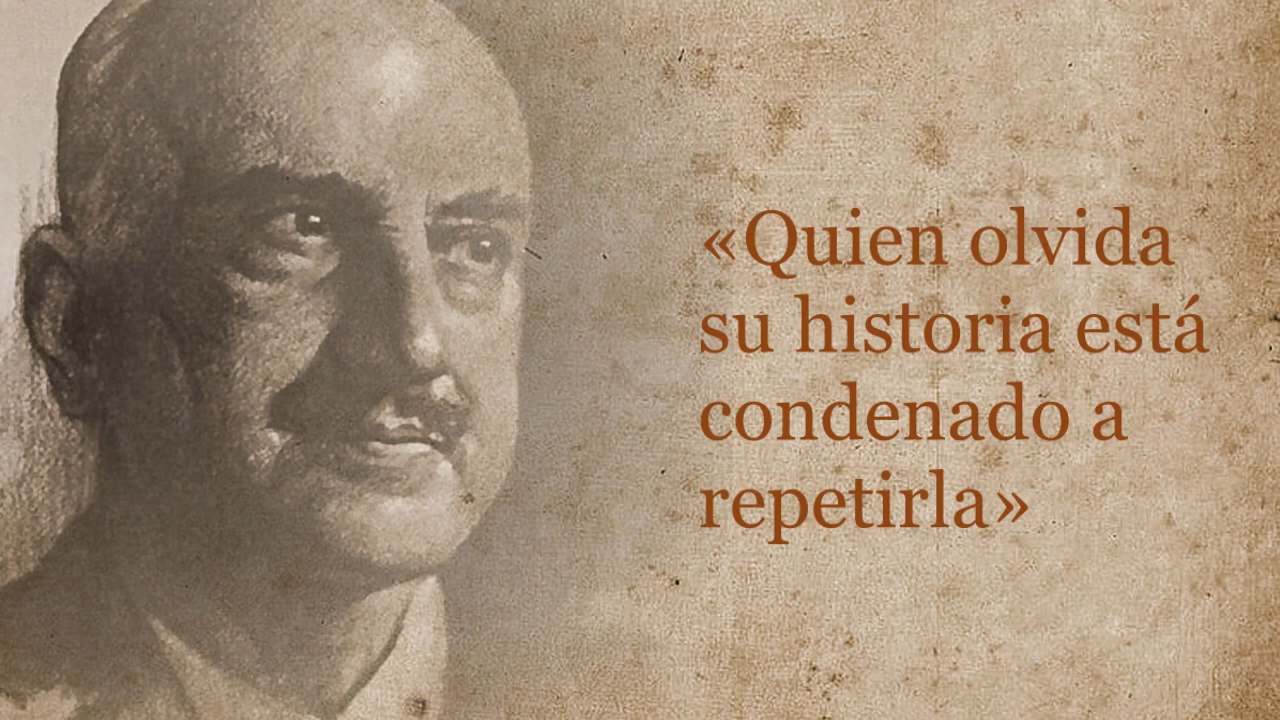 «Quien olvida
su historia está
condenado a
repetirla»